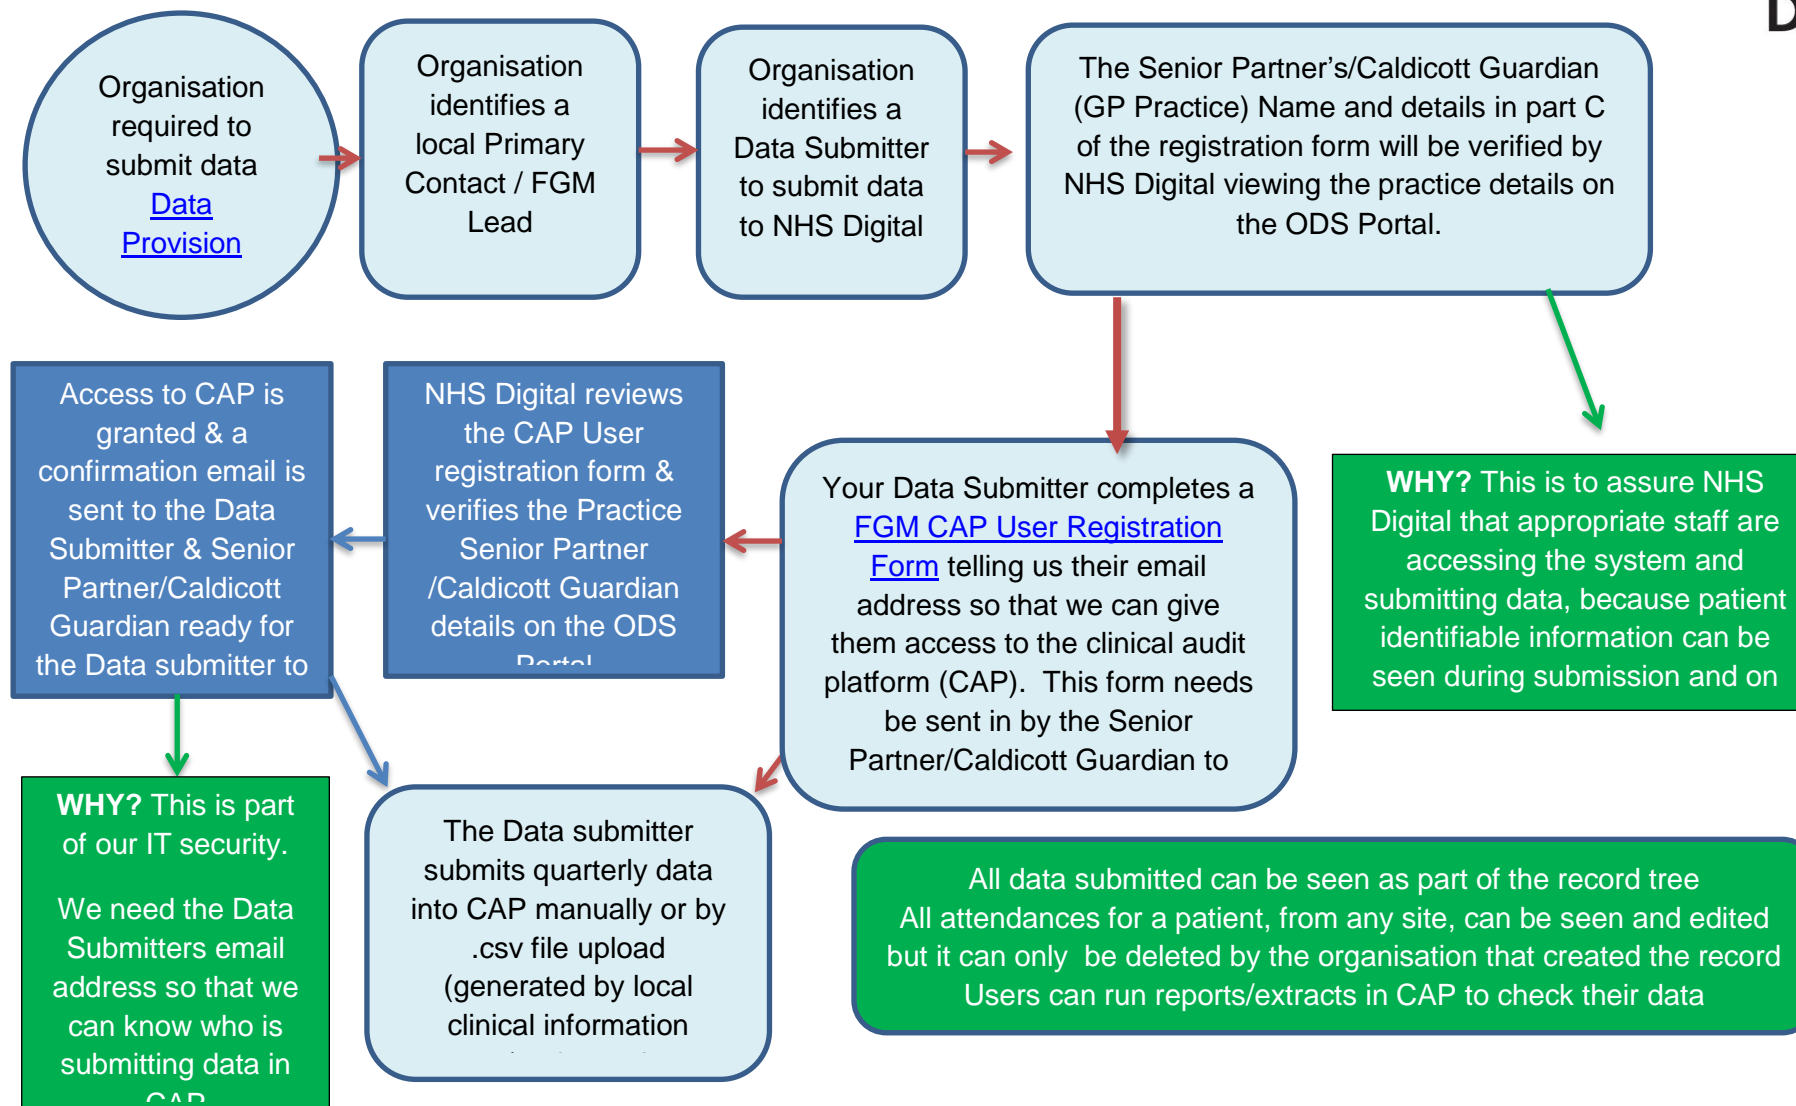 D
Organisation
required to
submit data
Data
Provision
Organisation
identifies a
local Primary
Contact / FGM
Lead
Organisation
identifies a
Data Submitter
to submit data
to NHS Digital
The Senior Partner’s/Caldicott Guardian
(GP Practice) Name and details in part C
of the registration form will be verified by
NHS Digital viewing the practice details on
the ODS Portal.
Access to CAP is
granted & a
confirmation email is
sent to the Data
Submitter & Senior
Partner/Caldicott
Guardian ready for
the Data submitter to
NHS Digital reviews
the CAP User
registration form &
verifies the Practice
Senior Partner
/Caldicott Guardian
details on the ODS
Portal
Your Data Submitter completes a
FGM CAP User Registration
Form telling us their email
address so that we can give
them access to the clinical audit
platform (CAP).  This form needs
be sent in by the Senior
Partner/Caldicott Guardian to
WHY? This is to assure NHS
Digital that appropriate staff are
accessing the system and
submitting data, because patient
identifiable information can be
seen during submission and on
WHY? This is part
of our IT security.
We need the Data
Submitters email
address so that we
can know who is
submitting data in
CAP
The Data submitter
submits quarterly data
into CAP manually or by
.csv file upload
(generated by local
clinical information
All data submitted can be seen as part of the record tree
All attendances for a patient, from any site, can be seen and edited
but it can only  be deleted by the organisation that created the record
Users can run reports/extracts in CAP to check their data